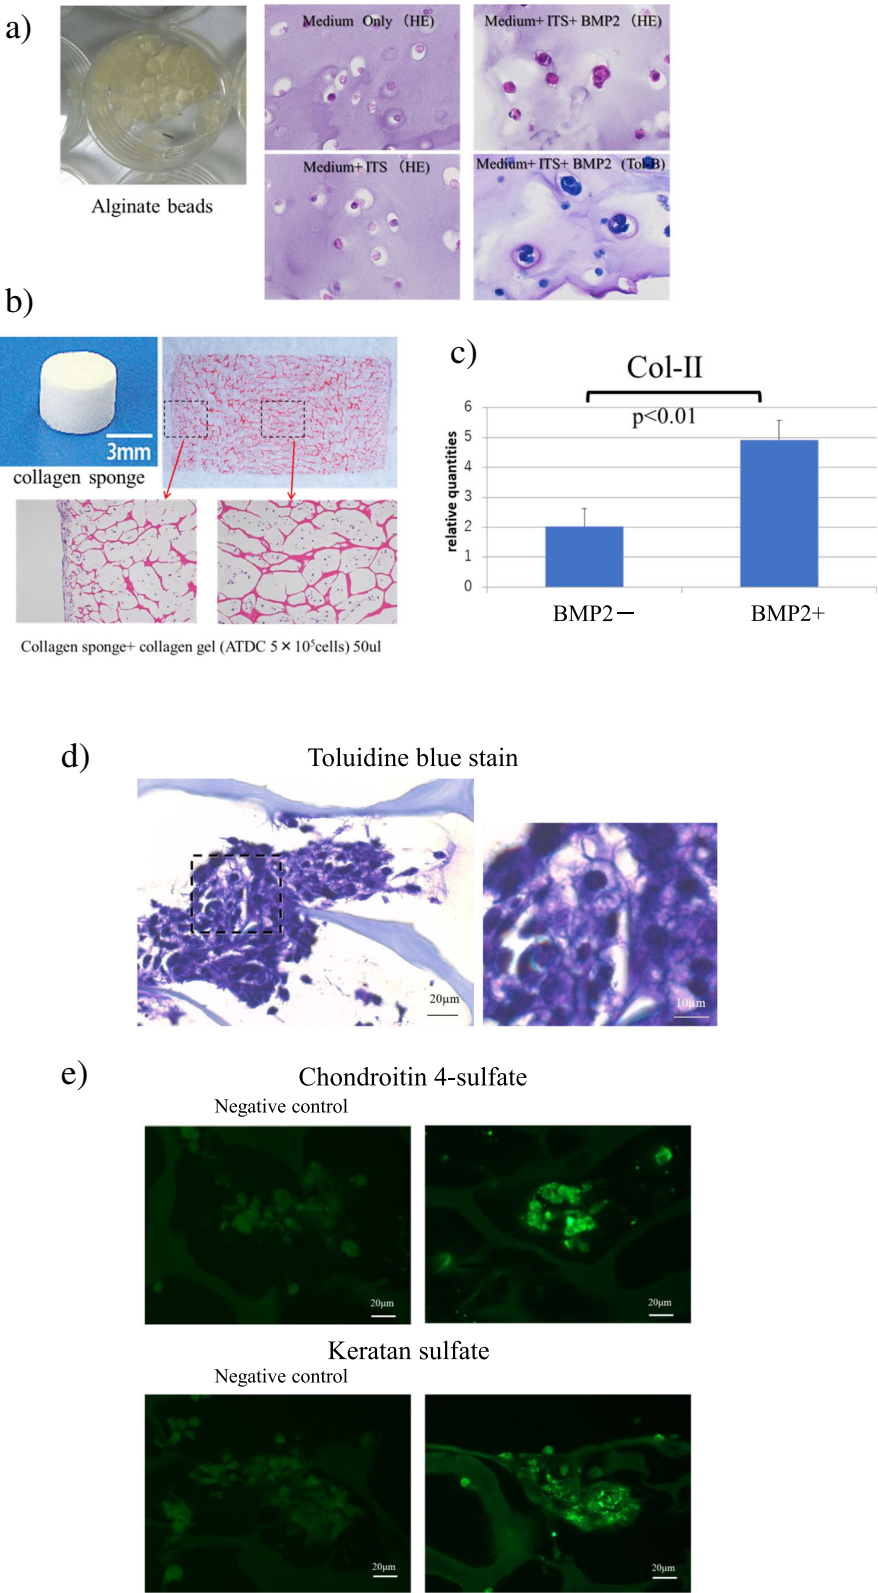 a)
Medium Only (HE)
Medium+ ITS+ BMP2 (HE)
Medium+ ITS (HE)
Medium+ ITS+ BMP2 (Tol-B)
Alginate beads
b)
3mm
collagen sponge
Collagen sponge+ collagen gel (ATDC 5×10⁵cells) 50ul
c)
Col-II
p<0.01
relative quantities
6
5
4
3
2
1
0
BMP2−
BMP2+
d)
Toluidine blue stain
20μm
10μm
e)
Chondroitin 4-sulfate
Negative control
20μm
20μm
Keratan sulfate
Negative control
20μm
20μm